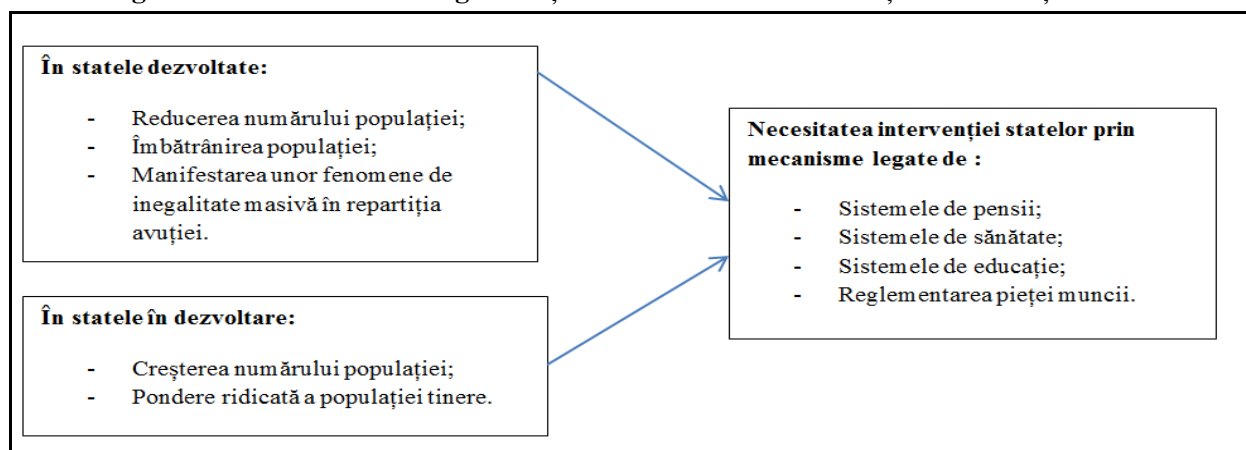 În statele dezvoltate:
- Reducerea numărului populației;
- Îmbătrânirea populației;
- Manifestarea unor fenomene de
inegalitate masivă în repartiția
avuției.
În statele în dezvoltare:
- Creșterea numărului populației;
- Pondere ridicată a populației tinere.
Necesitatea intervenției statelor prin
mecanisme legate de :
- Sistemele de pensii;
- Sistemele de sănătate;
- Sistemele de educație;
- Reglementarea pieței muncii.